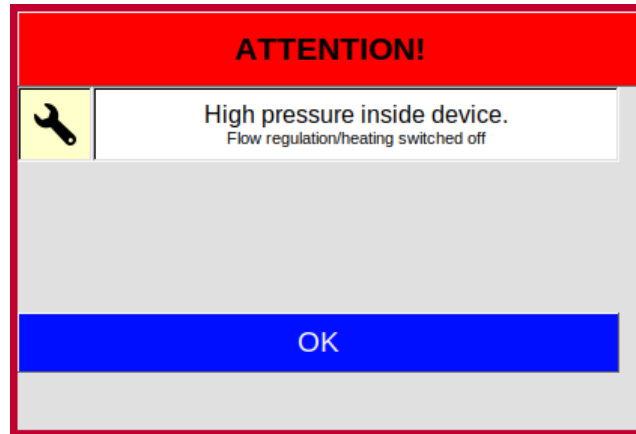 ATTENTION!
High pressure inside device.
Flow regulation/heating switched off
OK